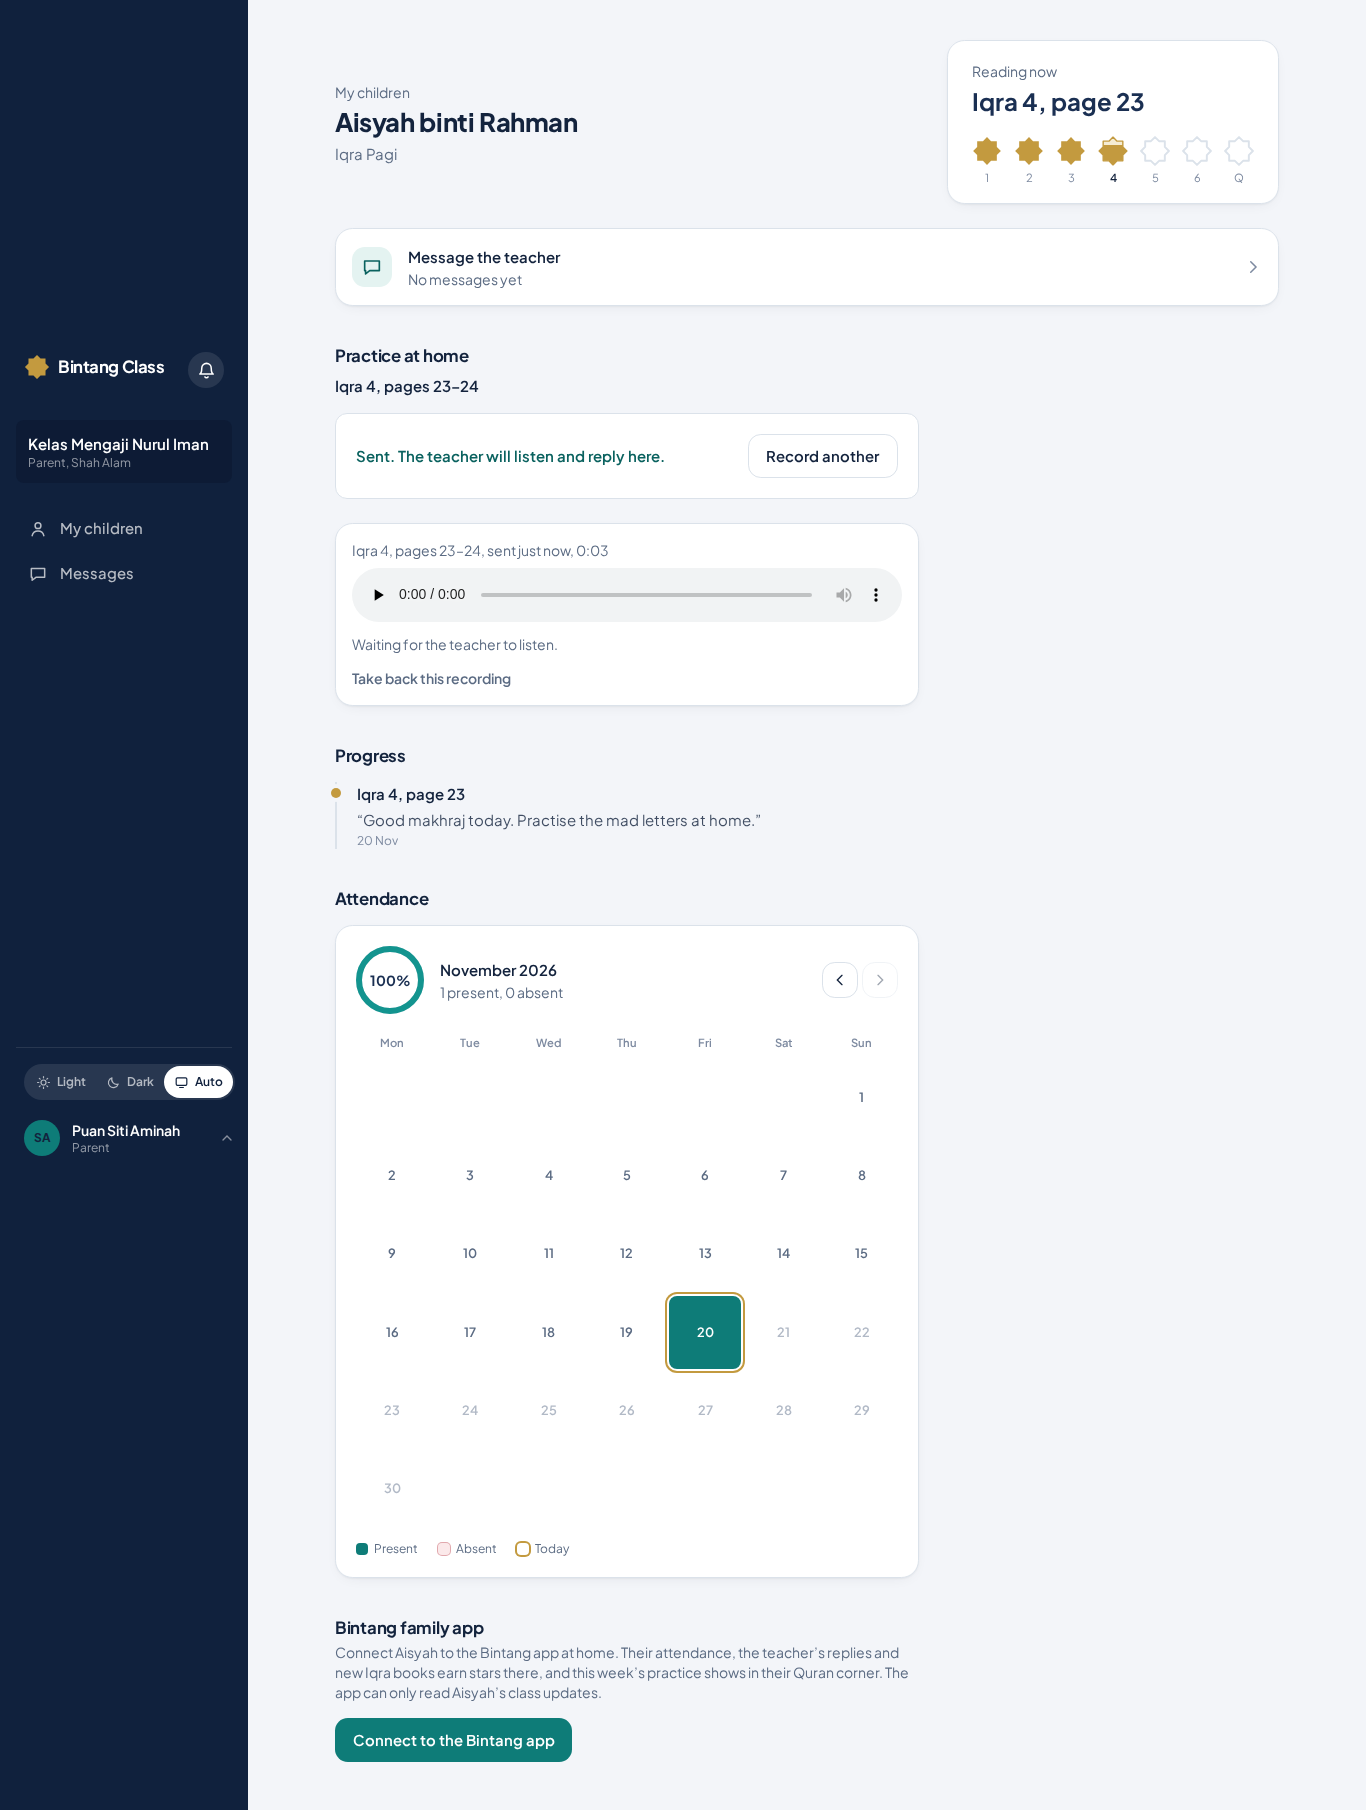 Bintang Class
Kelas Mengaji Nurul Iman
Parent, Shah Alam
My children
Messages
Light
Dark
Auto
SA
Puan Siti Aminah
Parent
My children
Aisyah binti Rahman
Iqra Pagi
Reading now
Iqra 4, page 23
1 2 3 4 5 6 Q
Message the teacher
No messages yet
Practice at home
Iqra 4, pages 23–24
Sent. The teacher will listen and reply here.
Record another
Iqra 4, pages 23–24, sent just now, 0:03
0:00 / 0:00
Waiting for the teacher to listen.
Take back this recording
Progress
Iqra 4, page 23
“Good makhraj today. Practise the mad letters at home.”
20 Nov
Attendance
100%
November 2026
1 present, 0 absent
Mon Tue Wed Thu Fri Sat Sun
1
2 3 4 5 6 7 8
9 10 11 12 13 14 15
16 17 18 19 20 21 22
23 24 25 26 27 28 29
30
Present Absent Today
Bintang family app
Connect Aisyah to the Bintang app at home. Their attendance, the teacher’s replies and
new Iqra books earn stars there, and this week’s practice shows in their Quran corner. The
app can only read Aisyah’s class updates.
Connect to the Bintang app